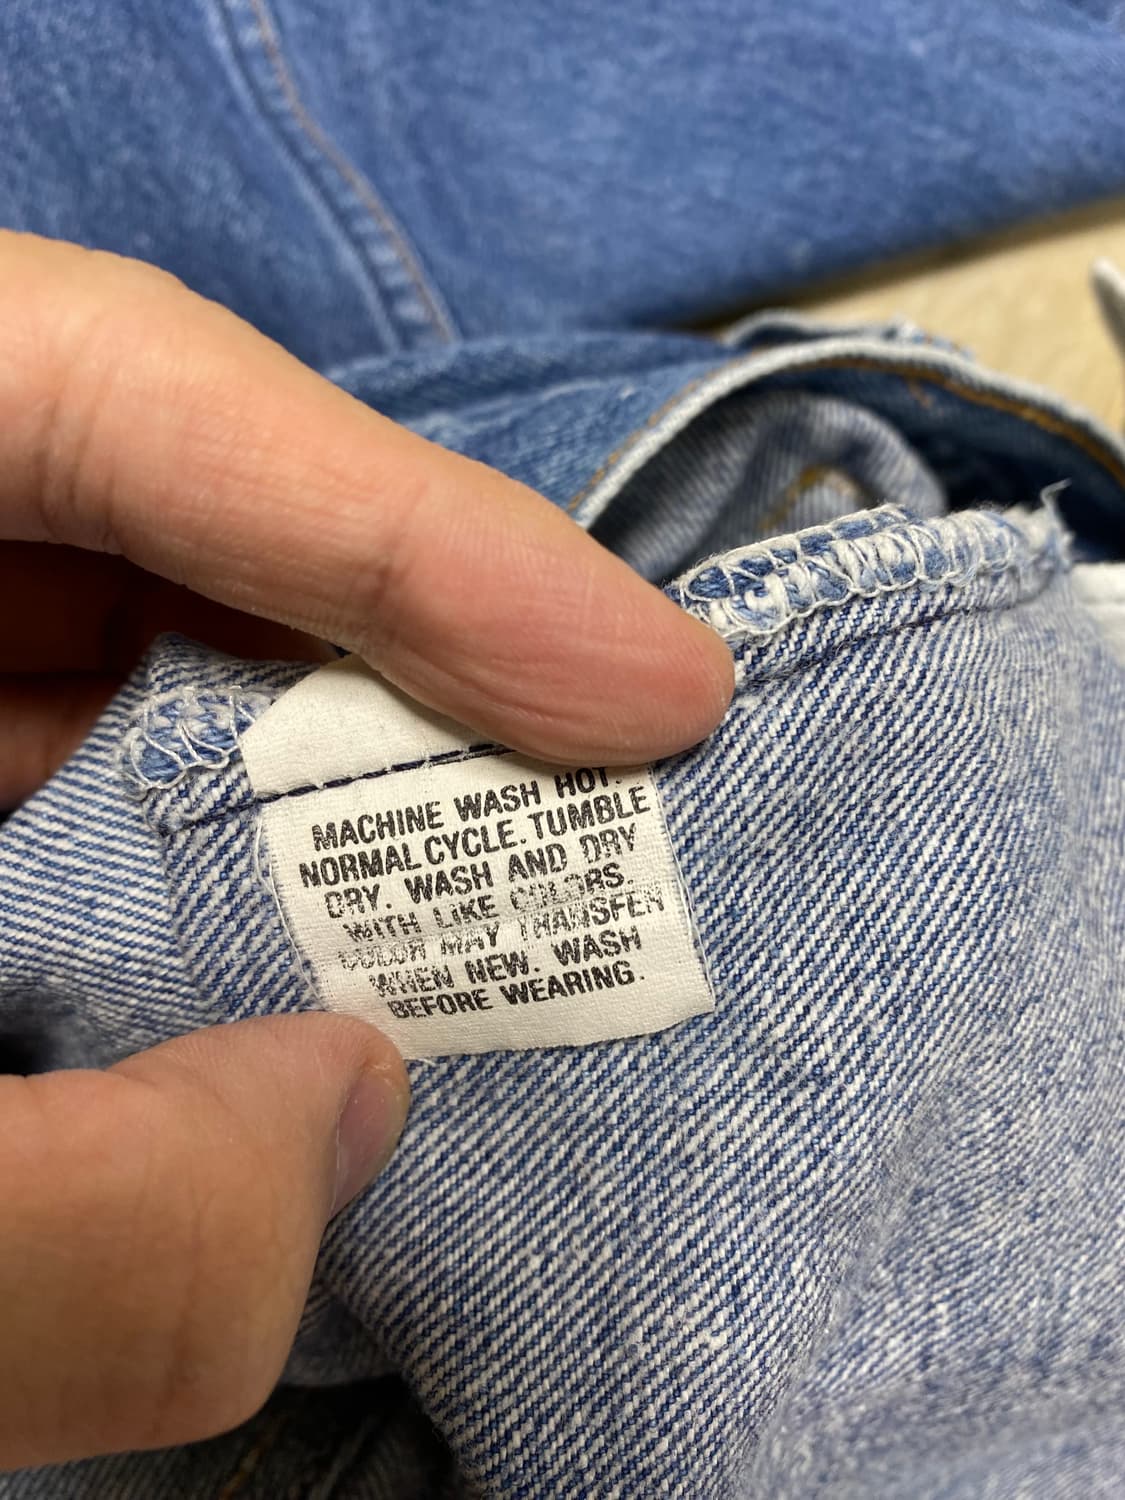 MACHINE WASH HOT.
NORMAL CYCLE. TUMBLE
DRY. WASH AND DRY
WITH LIKE COLORS.
COLOR MAY TRANSFER
WHEN NEW. WASH
BEFORE WEARING.